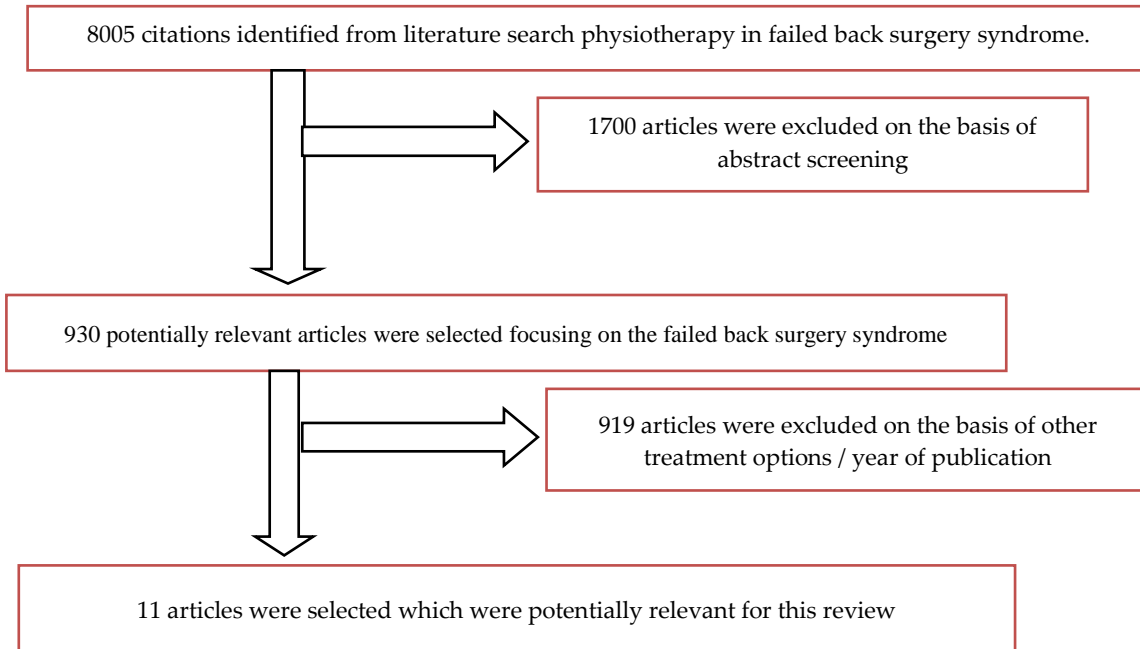 8005 citations identified from literature search physiotherapy in failed back surgery syndrome.
1700 articles were excluded on the basis of
abstract screening
930 potentially relevant articles were selected focusing on the failed back surgery syndrome
919 articles were excluded on the basis of other
treatment options / year of publication
11 articles were selected which were potentially relevant for this review